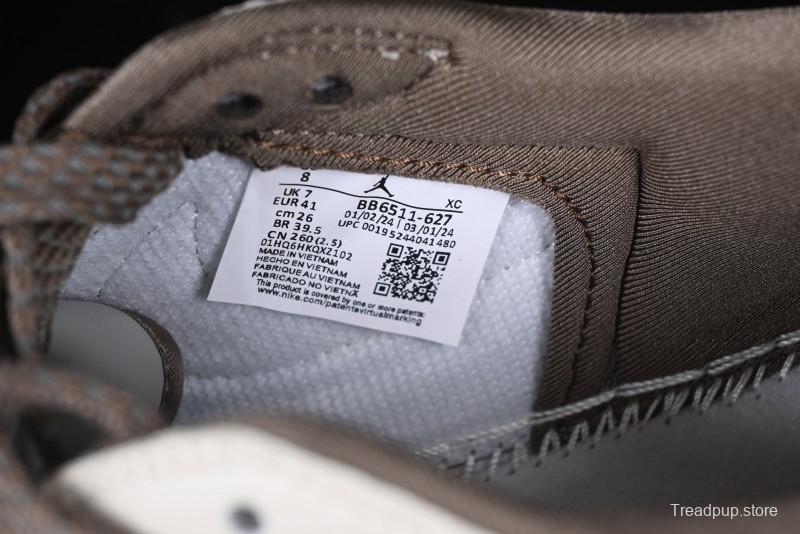 8
UK 7
EUR 41
cm 26
BR 39.5
CN 260 (2.5)
01HQ6HKQXZ1D2
XC
BB6511-627
01/02/24 | 03/01/24
UPC 00195244041480
MADE IN VIETNAM
HECHO EN VIETNAM
FABRIQUE AU VIETNAM
FABRICADO NO VIETNÃ
This product is covered by one or more patents:
www.nike.com/patentsvirtualmarking
Treadpup.store